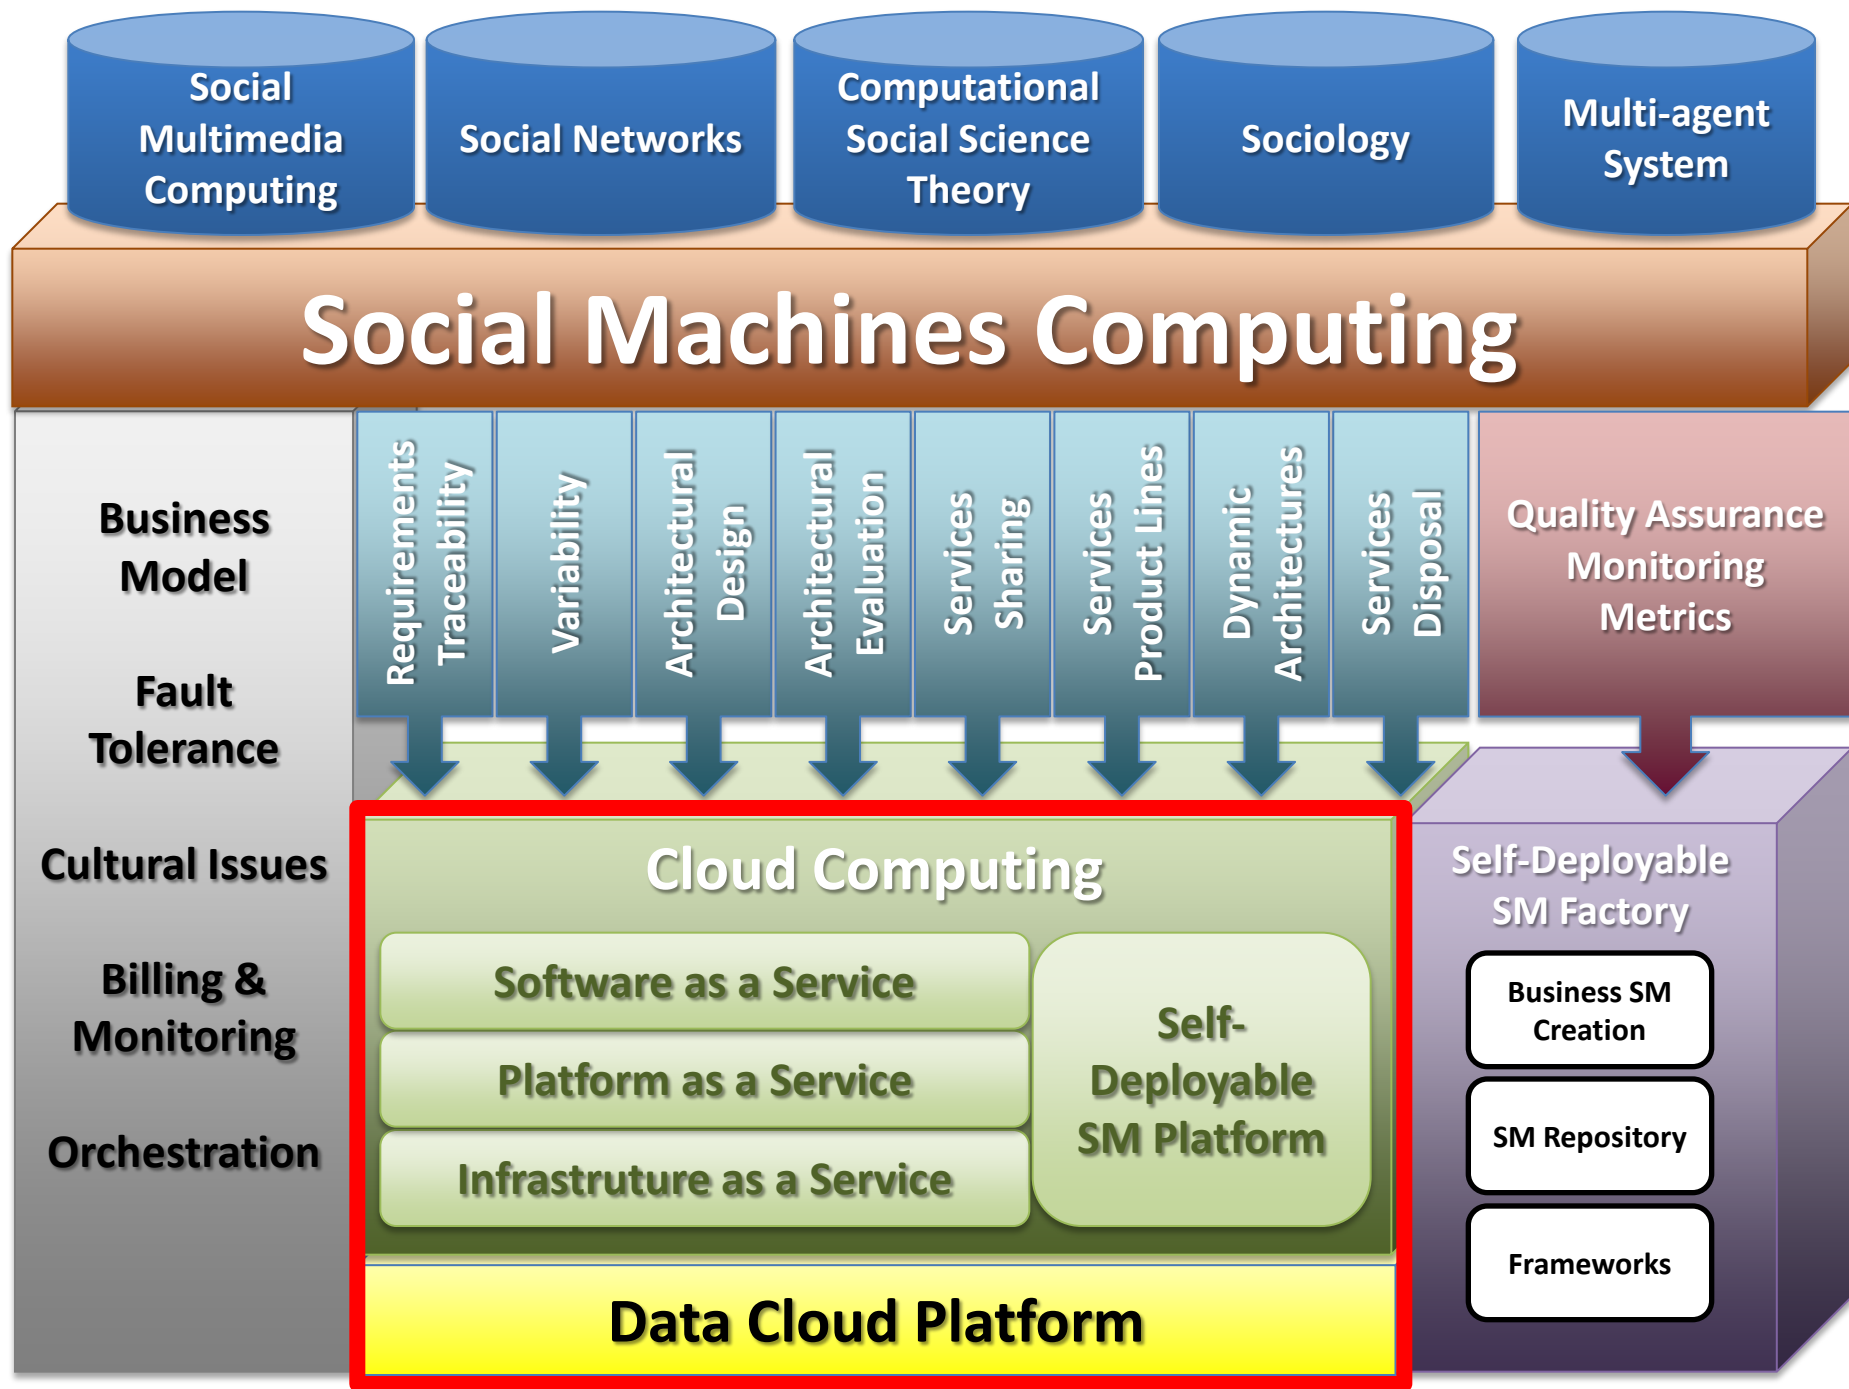 Social
Multimedia
Computing
Social Networks
Computational
Social Science
Theory
Sociology
Multi-agent
System
Social Machines Computing
Business
Model
Fault
Tolerance
Cultural Issues
Billing &
Monitoring
Orchestration
Requirements
Traceability
Variability
Architectural
Design
Architectural
Evaluation
Services
Sharing
Services
Product Lines
Dynamic
Architectures
Services
Disposal
Quality Assurance
Monitoring
Metrics
Cloud Computing
Software as a Service
Platform as a Service
Infrastruture as a Service
Self-
Deployable
SM Platform
Data Cloud Platform
Self-Deployable
SM Factory
Business SM
Creation
SM Repository
Frameworks